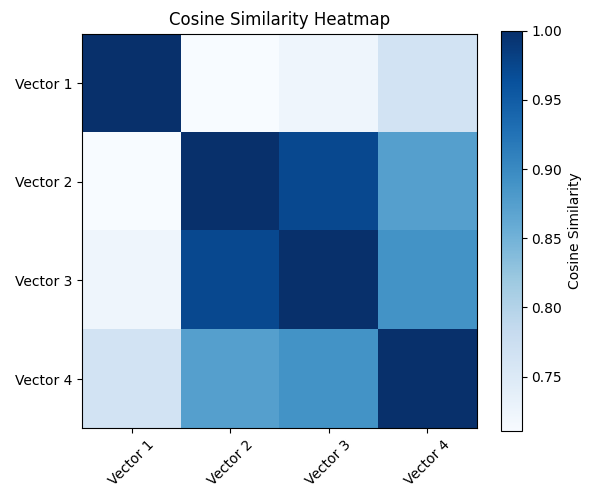 Cosine Similarity Heatmap
Vector 1
Vector 2
Vector 3
Vector 4
Vector 1
Vector 2
Vector 3
Vector 4
1.00
0.95
0.90
0.85
0.80
0.75
Cosine Similarity